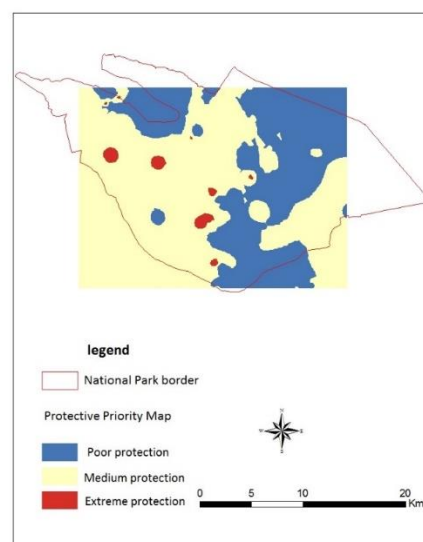 legend
National Park border
Protective Priority Map
Poor protection
Medium protection
Extreme protection
N
W E
S
0 5 10 20
Km